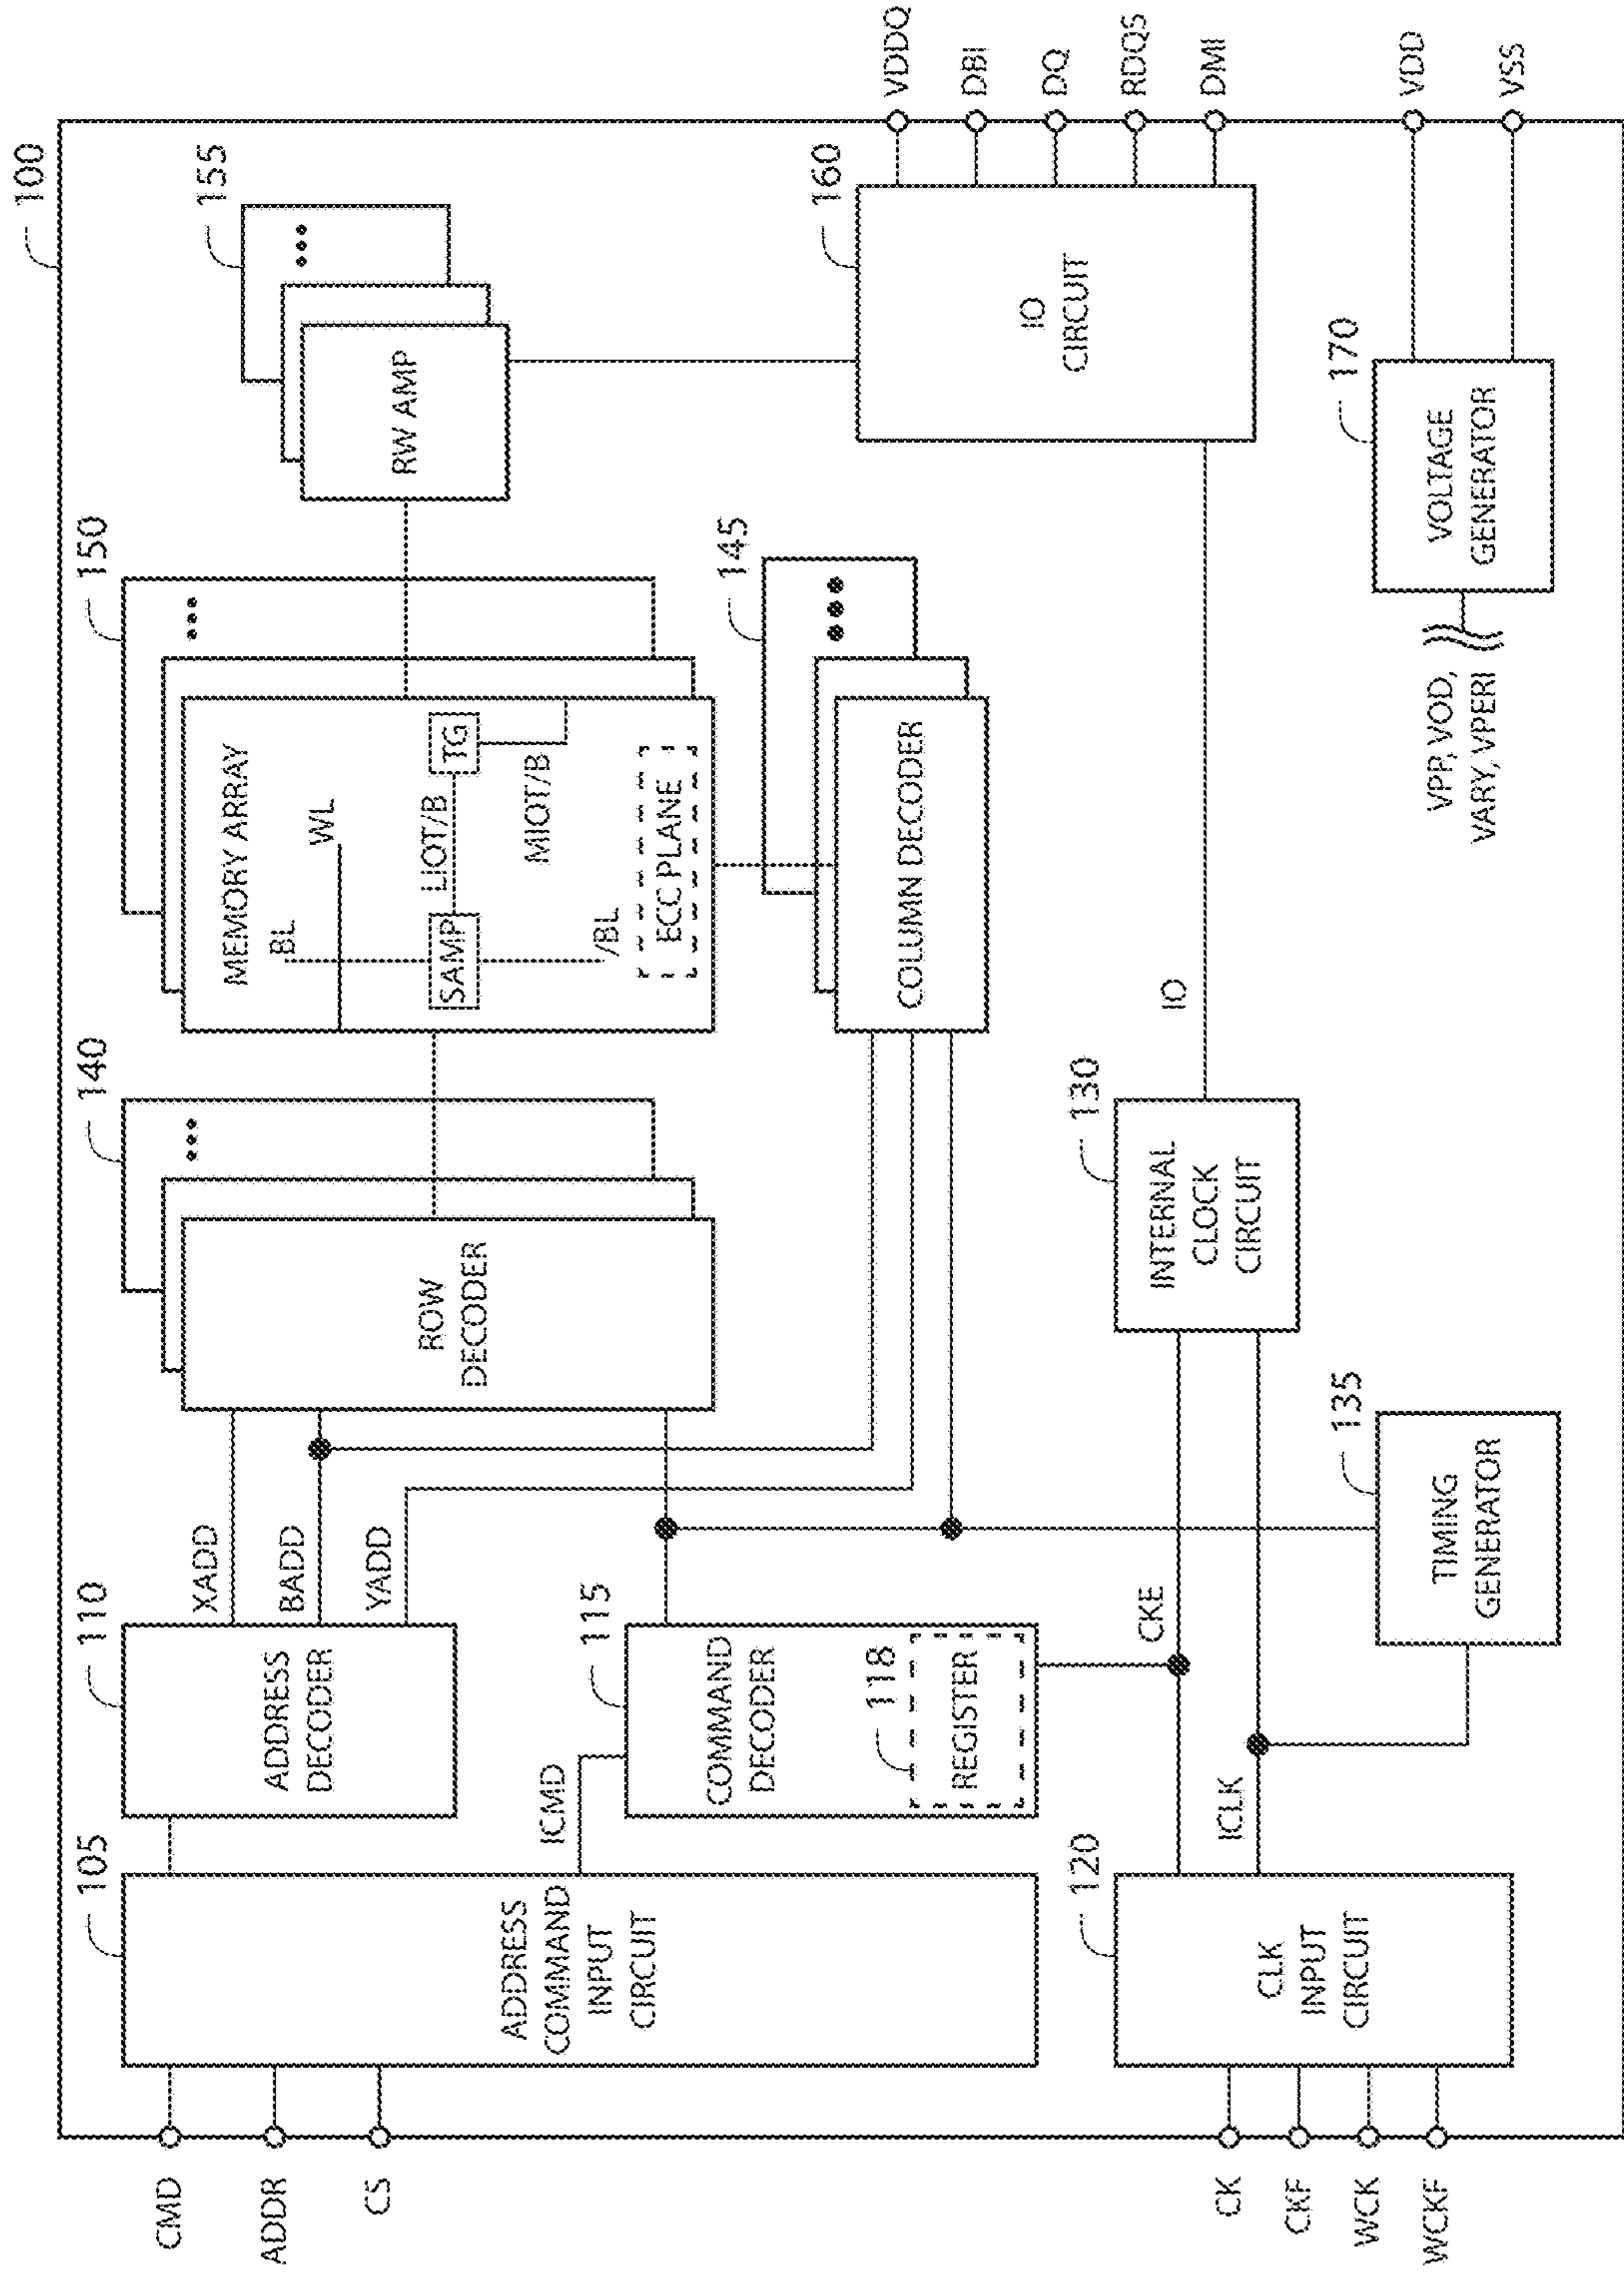 100
CMD
ADDR
CS
CK
CKF
WCK
WCKF
105
ADDRESS
COMMAND
INPUT
CIRCUIT
110
ADDRESS
DECODER
XADD
BADD
YADD
ICMD
115
COMMAND
DECODER
118
REGISTER
120
CLK
INPUT
CIRCUIT
CKE
ICLK
130
INTERNAL
CLOCK
CIRCUIT
IO
135
TIMING
GENERATOR
140
ROW
DECODER
150
MEMORY ARRAY
BL
WL
SAMP
LIOT/B
TG
MIOT/B
/BL
ECC PLANE
145
COLUMN DECODER
155
RW AMP
160
IO
CIRCUIT
170
VOLTAGE
GENERATOR
VPP, VOD,
VARY, VPERI
VDDQ
DBI
DQ
RDQS
DMI
VDD
VSS